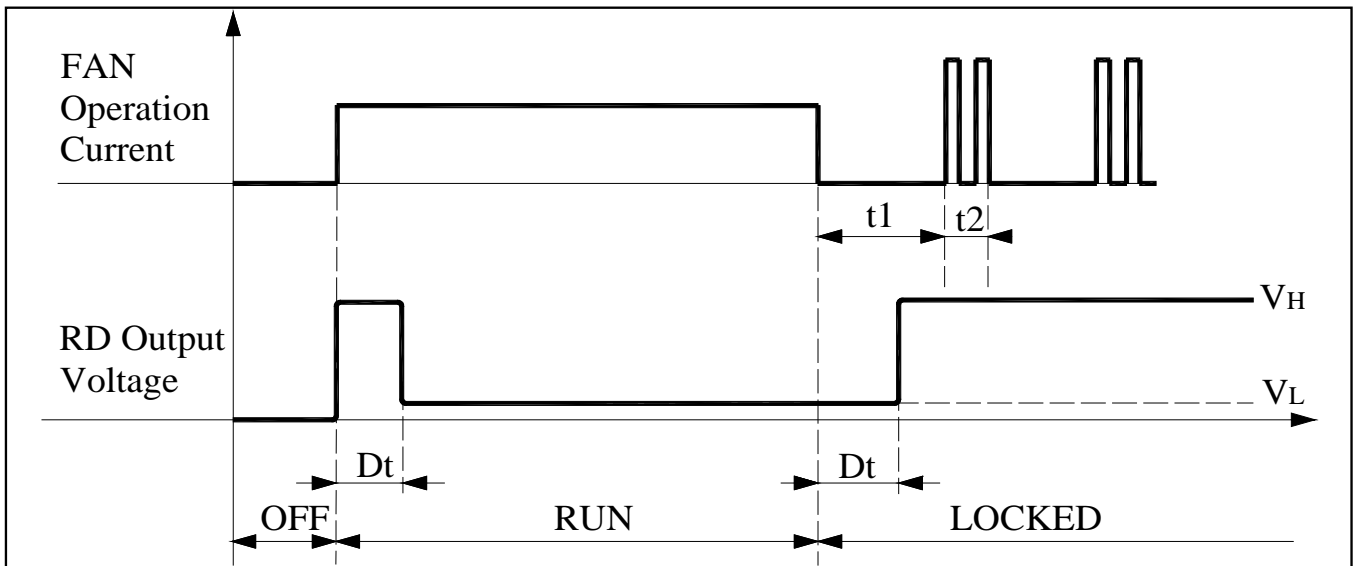 FAN
Operation
Current
t1
t2
RD Output
Voltage
VH
VL
Dt
Dt
OFF
RUN
LOCKED